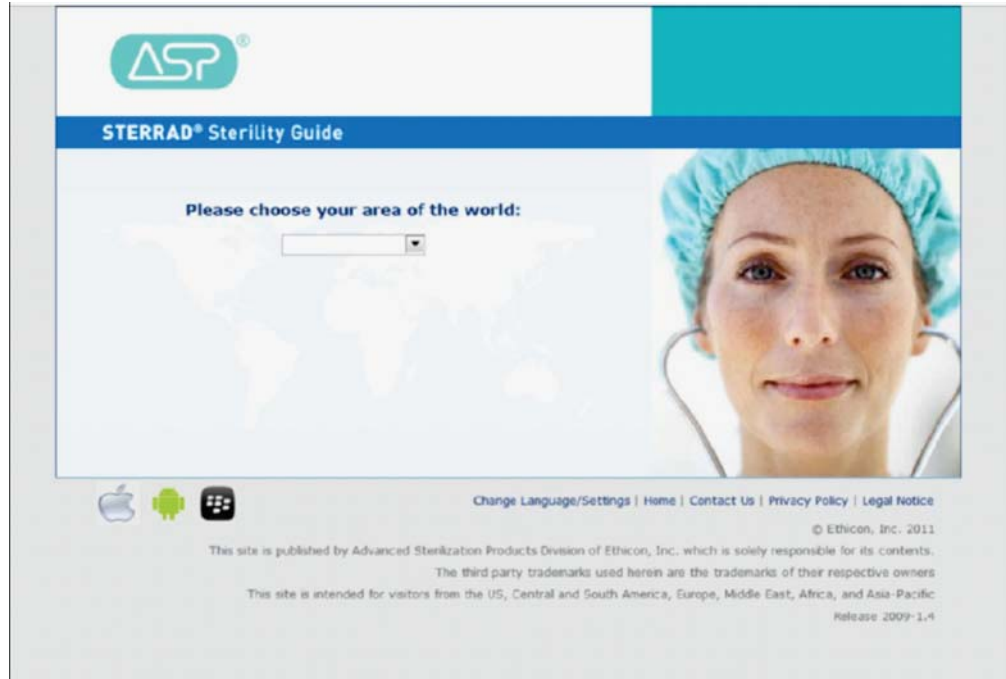 ASP®
STERRAD® Sterility Guide
Please choose your area of the world:
Change Language/Settings | Home | Contact Us | Privacy Policy | Legal Notice
© Ethicon, Inc. 2011
This site is published by Advanced Sterilization Products Division of Ethicon, Inc. which is solely responsible for its contents.
The third party trademarks used herein are the trademarks of their respective owners
This site is intended for visitors from the US, Central and South America, Europe, Middle East, Africa, and Asia-Pacific
Release 2009-1.4